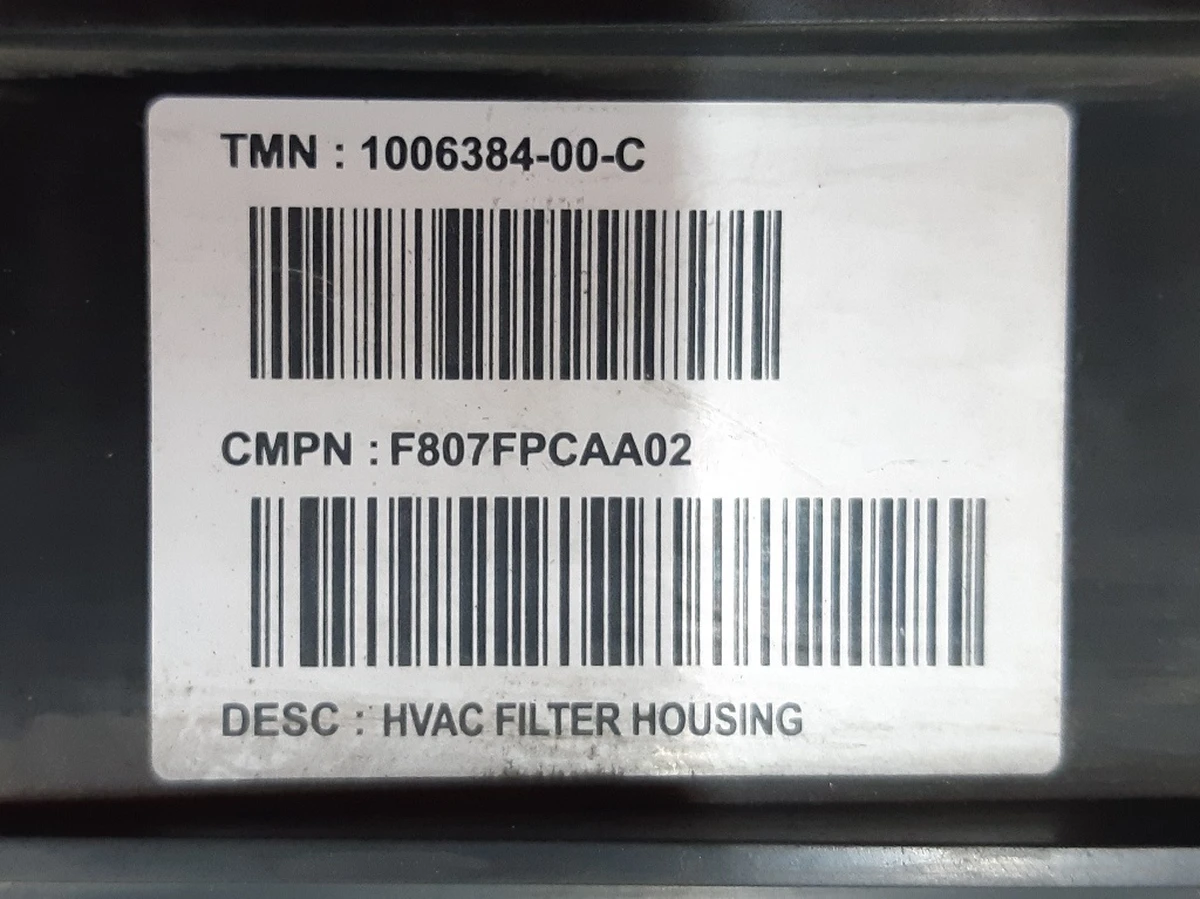 TMN : 1006384-00-C
CMPN : F807FPCAA02
DESC : HVAC FILTER HOUSING